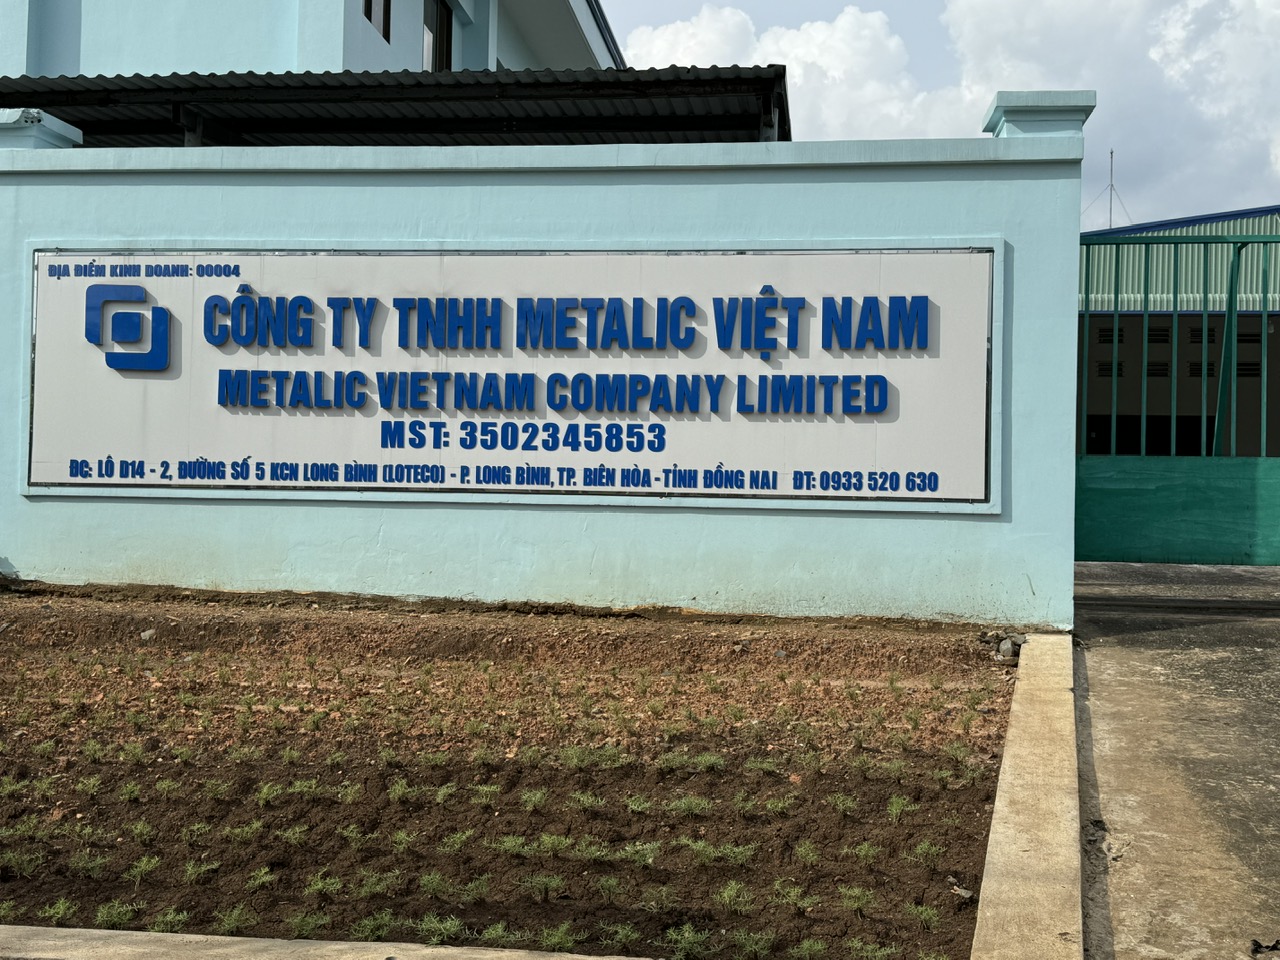 ĐỊA ĐIỂM KINH DOANH: 00004
CÔNG TY TNHH METALIC VIỆT NAM
METALIC VIETNAM COMPANY LIMITED
MST: 3502345853
ĐC: LÔ D14 - 2, ĐƯỜNG SỐ 5 KCN LONG BÌNH (LOTECO) - P. LONG BÌNH, TP. BIÊN HÒA - TỈNH ĐỒNG NAI ĐT: 0933 520 630